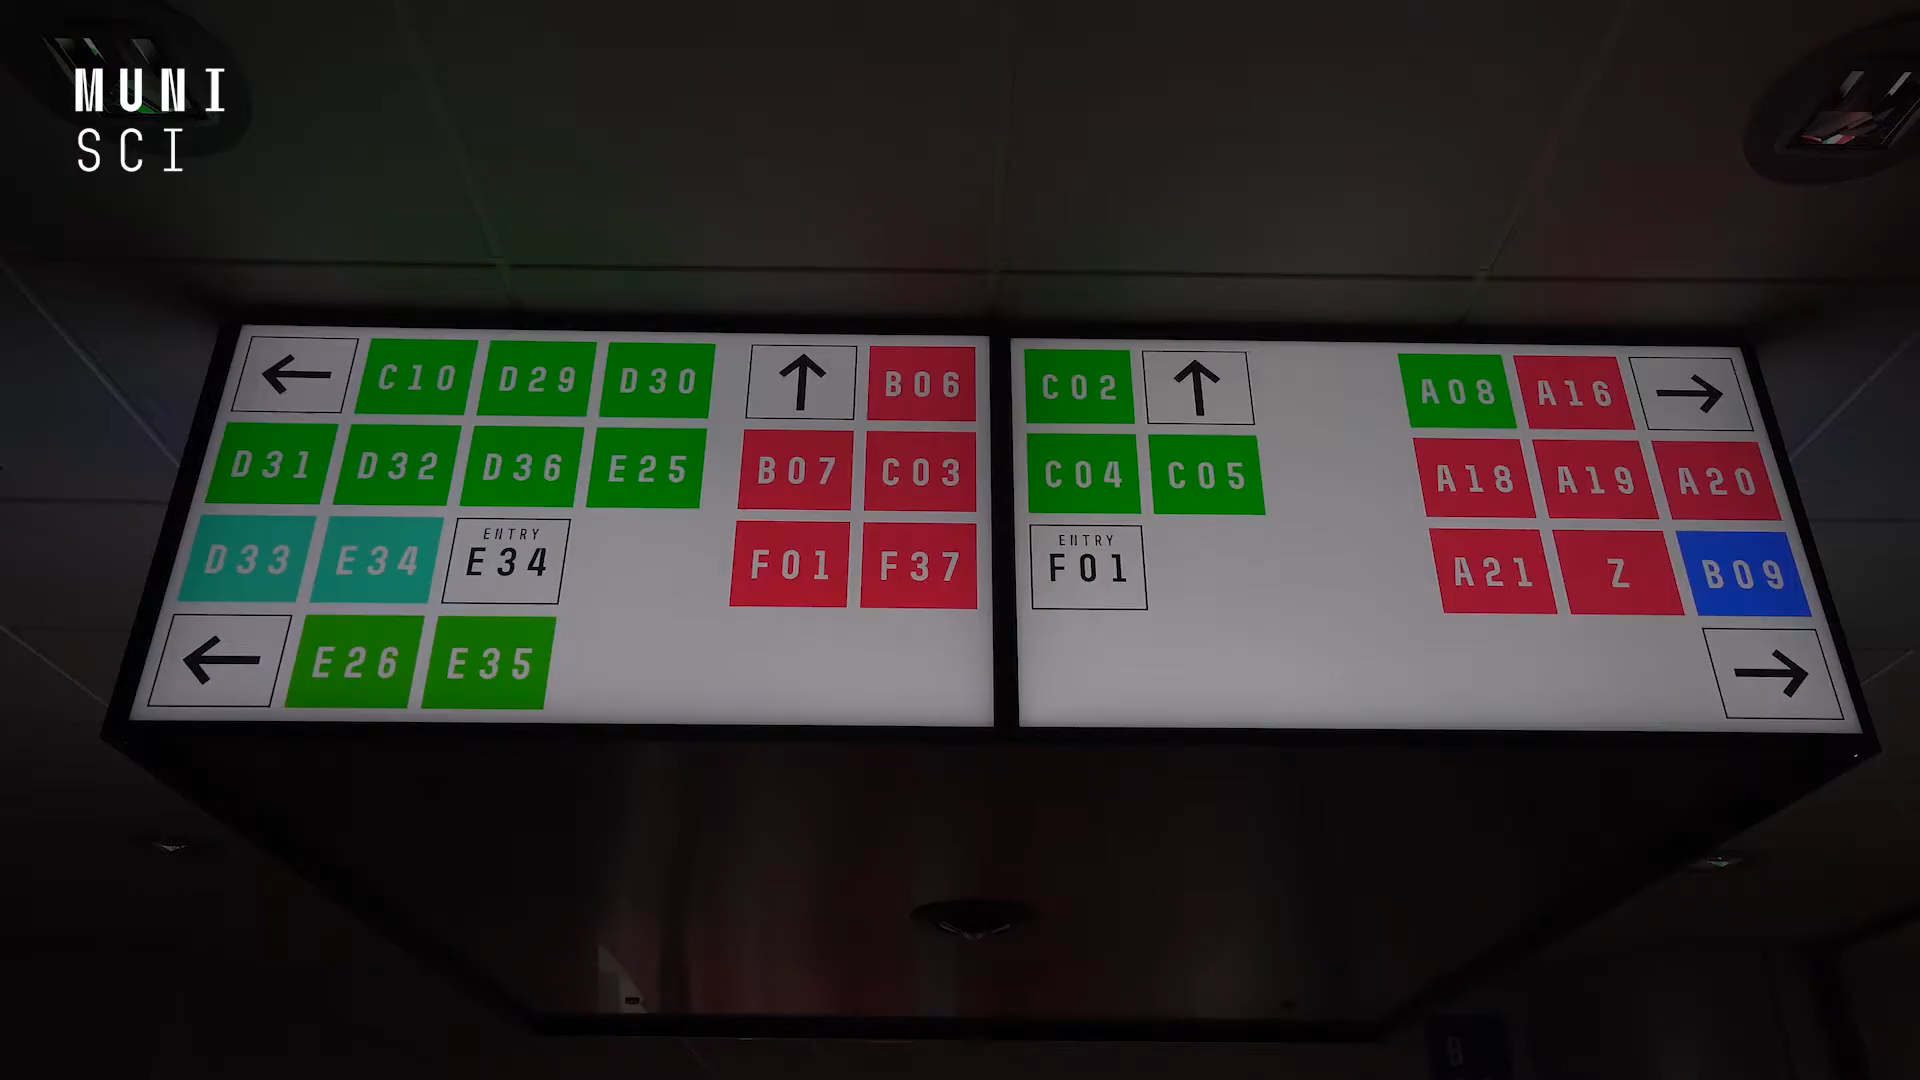 MUNI
SCI
← C10 D29 D30 ↑ B06 C02 ↑ A08 A16 →
D31 D32 D36 E25 B07 C03 C04 C05 A18 A19 A20
D33 E34 ENTRY E34 F01 F37 ENTRY F01 A21 Z B09
← E26 E35 →
B